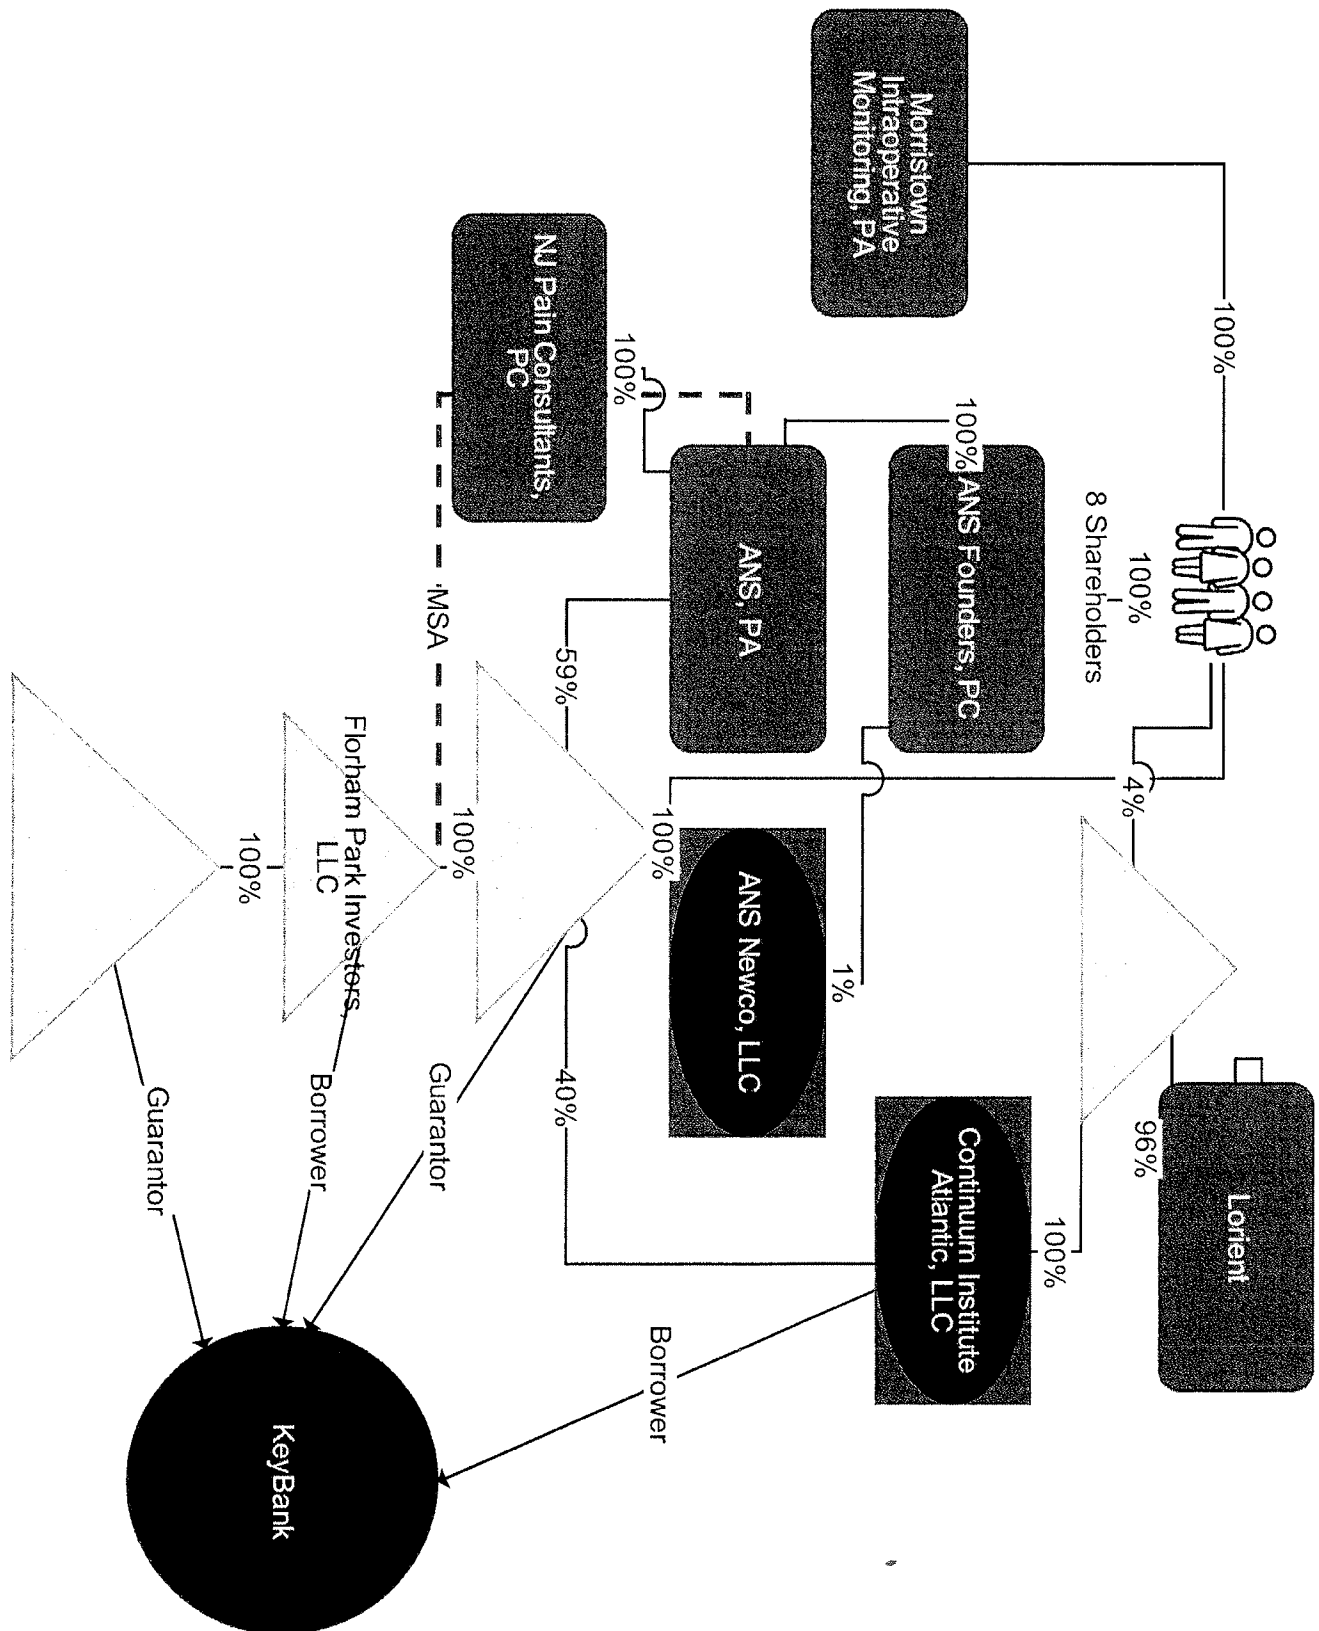 Lorient
100%
100%
8 Shareholders
4%
96%
100%
Morristown
Intraoperative
Monitoring, PA
100%
ANS Founders, PC
Continuum Institute
Atlantic, LLC
1%
ANS, PA
ANS Newco, LLC
100%
Borrower
100%
59%
40%
NJ Pain Consultants,
PC
100%
MSA
Guarantor
Florham Park Investors,
LLC
Borrower
KeyBank
100%
Guarantor